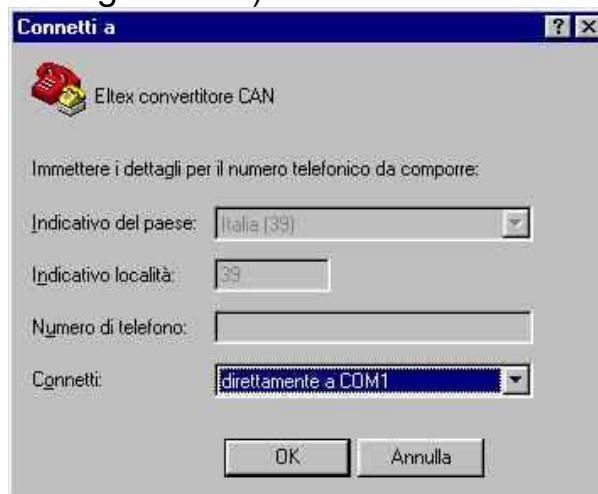 Connetti a
Eltex convertitore CAN
Immettere i dettagli per il numero telefonico da comporre:
Indicativo del paese: Italia (39)
Indicativo località: 39
Numero di telefono:
Connetti: direttamente a COM1
OK Annulla